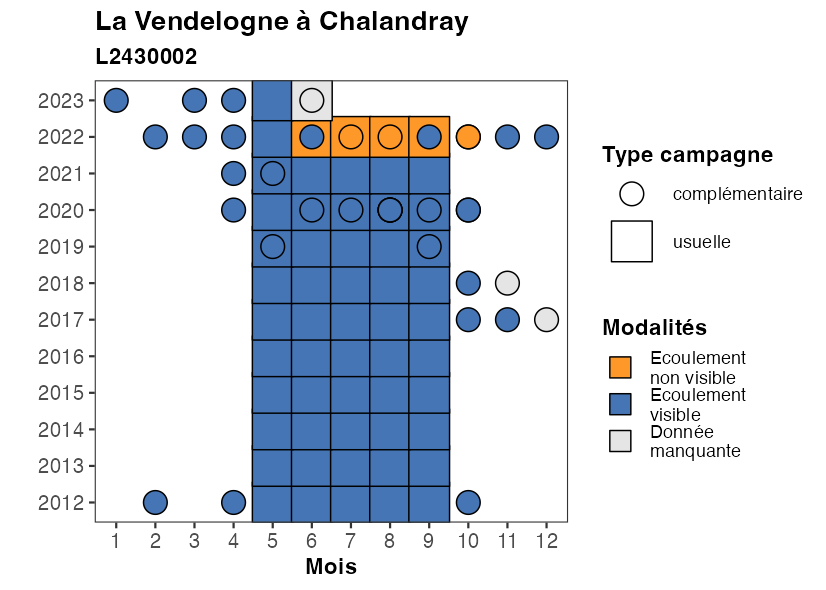 La Vendelogne à Chalandray
L2430002
2023
2022
2021
2020
2019
2018
2017
2016
2015
2014
2013
2012
1 2 3 4 5 6 7 8 9 10 11 12
Mois
Type campagne
complémentaire
usuelle
Modalités
Ecoulement
non visible
Ecoulement
visible
Donnée
manquante